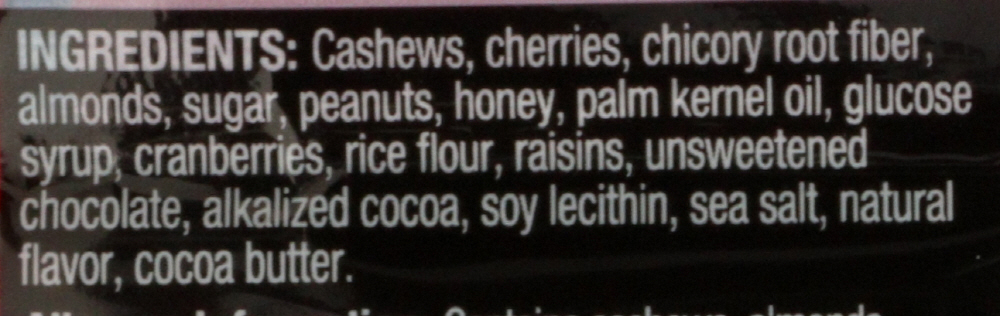 INGREDIENTS: Cashews, cherries, chicory root fiber,
almonds, sugar, peanuts, honey, palm kernel oil, glucose
syrup, cranberries, rice flour, raisins, unsweetened
chocolate, alkalized cocoa, soy lecithin, sea salt, natural
flavor, cocoa butter.